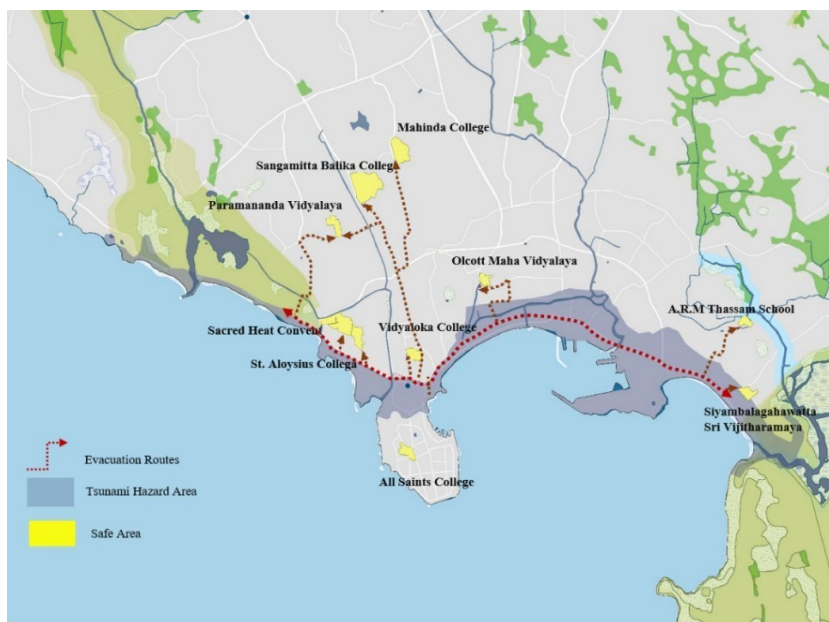 Mahinda College
Sangamitta Balika Colleg
Paramananda Vidyalaya
Olcott Maha Vidyalaya
A.R.M Thassam School
Sacred Heat Convent
Vidyaloka College
St. Aloysius College
Siyambalagahawatta
Sri Vijitharamaya
All Saints College
Evacuation Routes
Tsunami Hazard Area
Safe Area